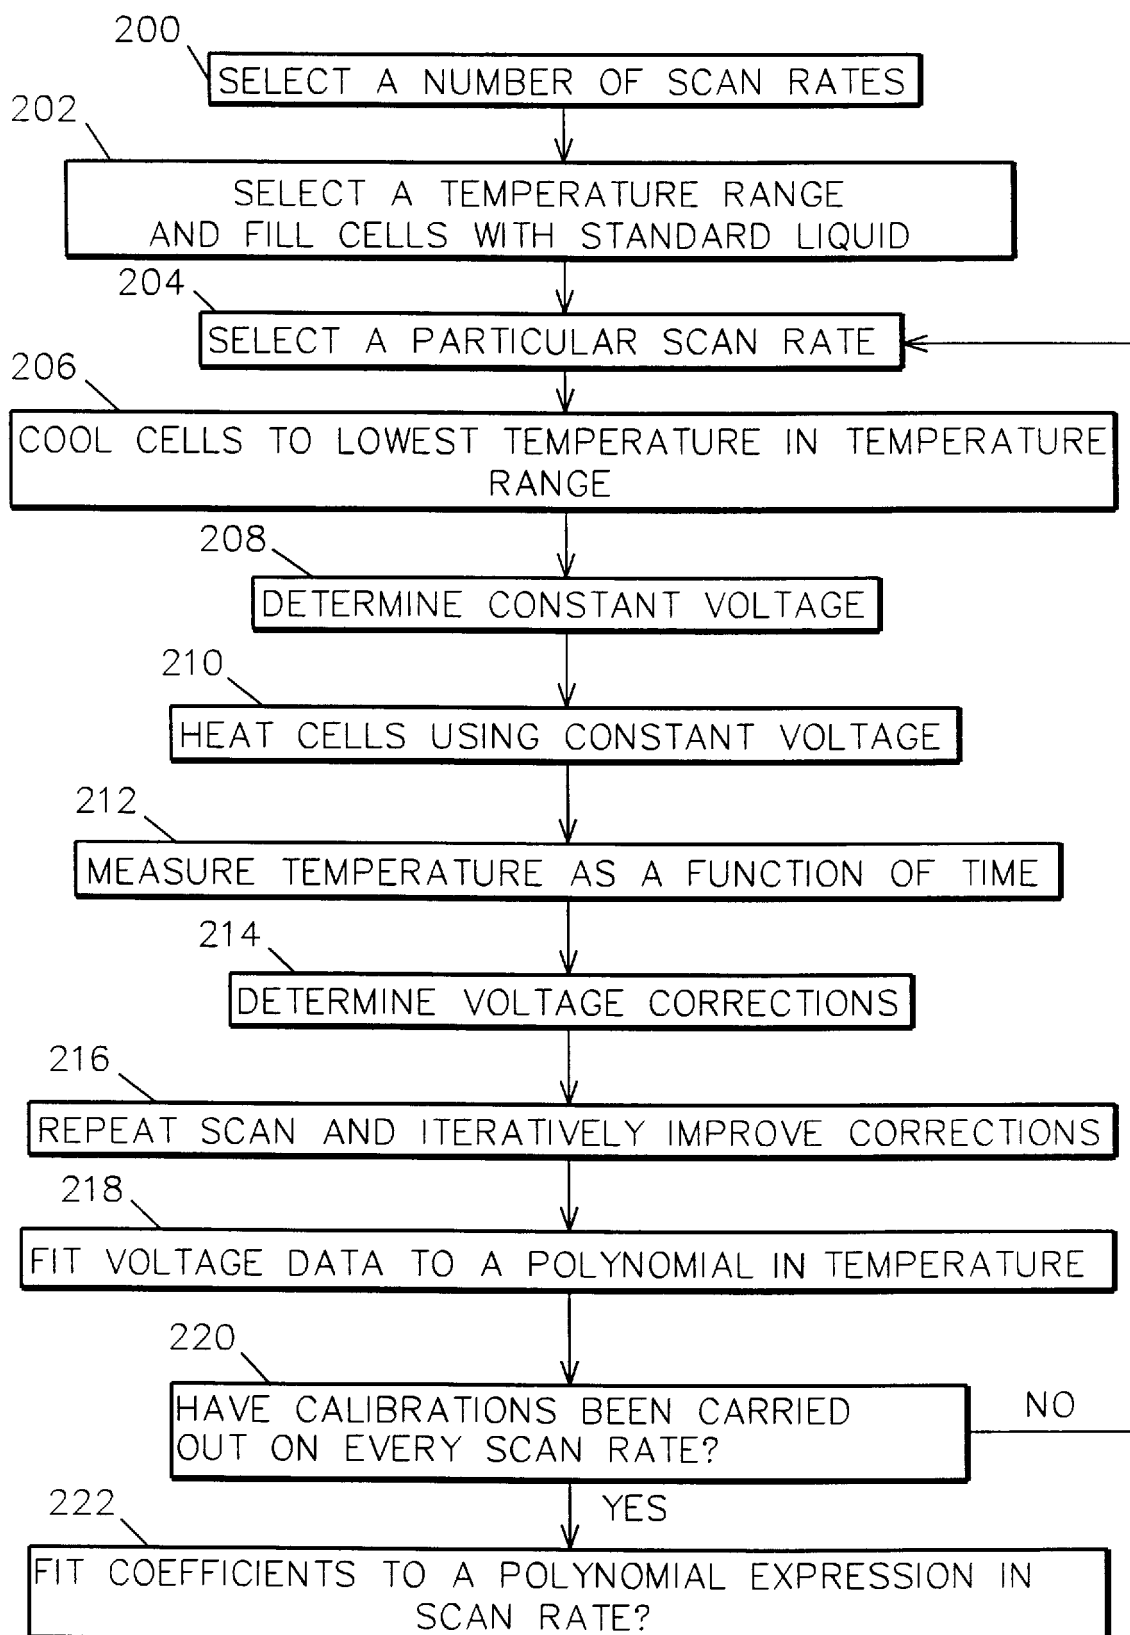 200
SELECT A NUMBER OF SCAN RATES
202
SELECT A TEMPERATURE RANGE
AND FILL CELLS WITH STANDARD LIQUID
204
SELECT A PARTICULAR SCAN RATE
206
COOL CELLS TO LOWEST TEMPERATURE IN TEMPERATURE
RANGE
208
DETERMINE CONSTANT VOLTAGE
210
HEAT CELLS USING CONSTANT VOLTAGE
212
MEASURE TEMPERATURE AS A FUNCTION OF TIME
214
DETERMINE VOLTAGE CORRECTIONS
216
REPEAT SCAN AND ITERATIVELY IMPROVE CORRECTIONS
218
FIT VOLTAGE DATA TO A POLYNOMIAL IN TEMPERATURE
220
HAVE CALIBRATIONS BEEN CARRIED
OUT ON EVERY SCAN RATE?
NO
YES
222
FIT COEFFICIENTS TO A POLYNOMIAL EXPRESSION IN
SCAN RATE?